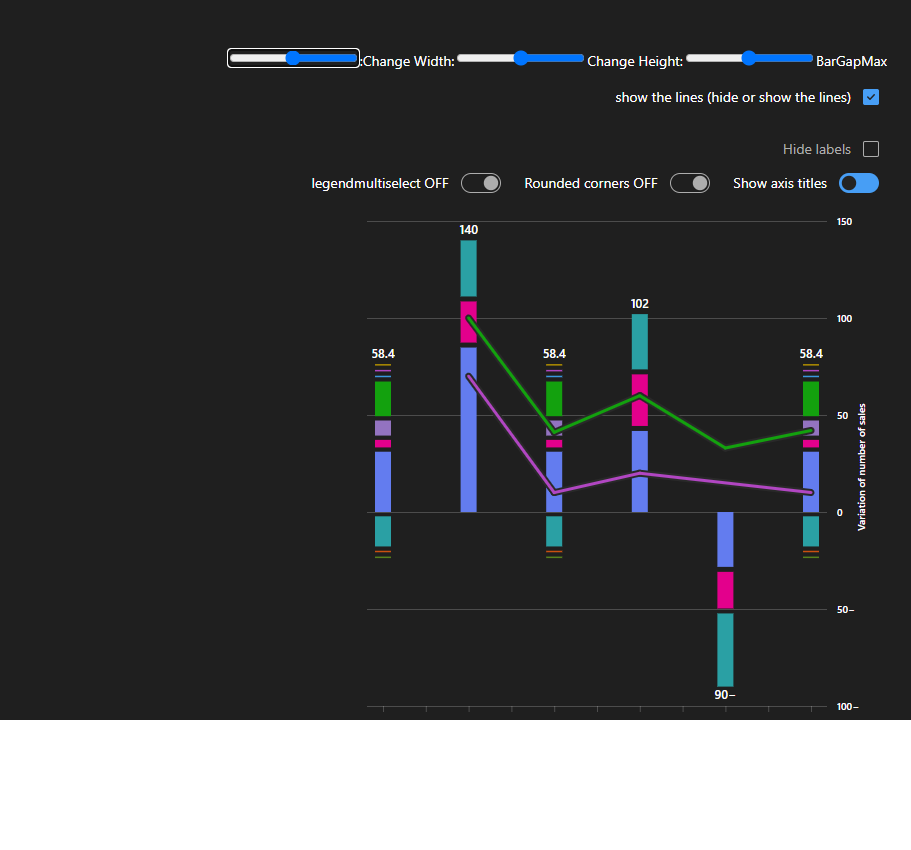 :Change Width: Change Height: BarGapMax
show the lines (hide or show the lines)
Hide labels
legendmultiselect OFF Rounded corners OFF Show axis titles
150
140
102
100
58.4 58.4 58.4
50
Variation of number of sales
0
50–
90–
100–